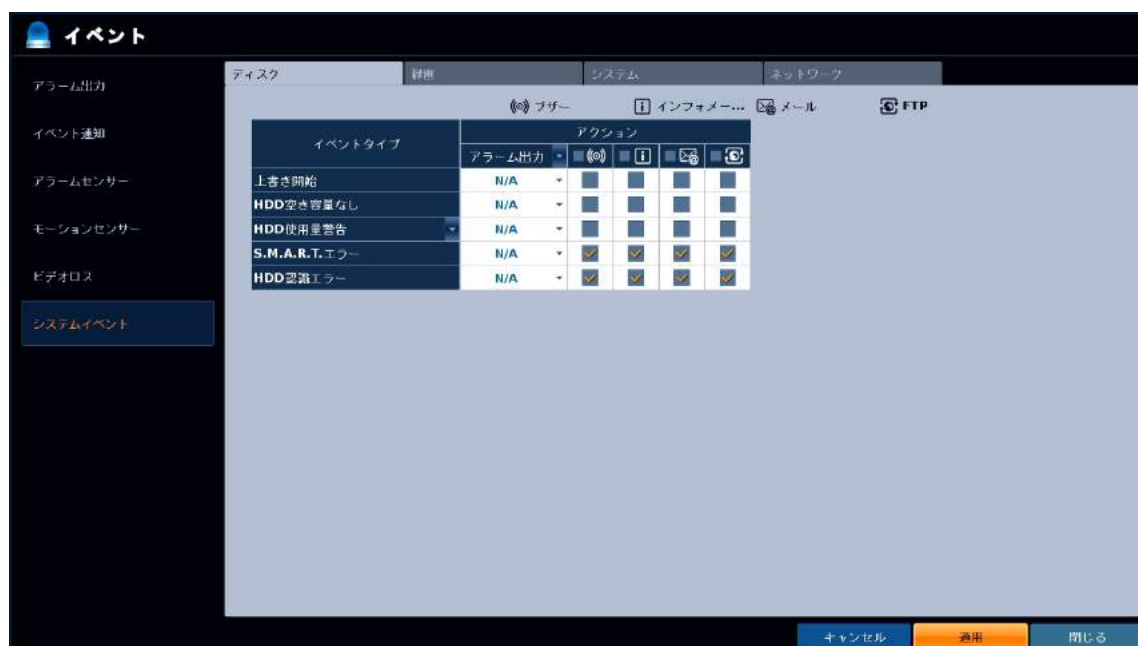 イベント
アラーム出力
イベント通知
アラームセンサー
モーションセンサー
ビデオロス
システムイベント
ディスク 録画 システム ネットワーク
ブザー インフォメー... メール FTP
イベントタイプ アクション
アラーム出力
上書き開始 N/A
HDD空き容量なし N/A
HDD使用量警告 N/A
S.M.A.R.T.エラー N/A
HDD認識エラー N/A
キャンセル 適用 閉じる